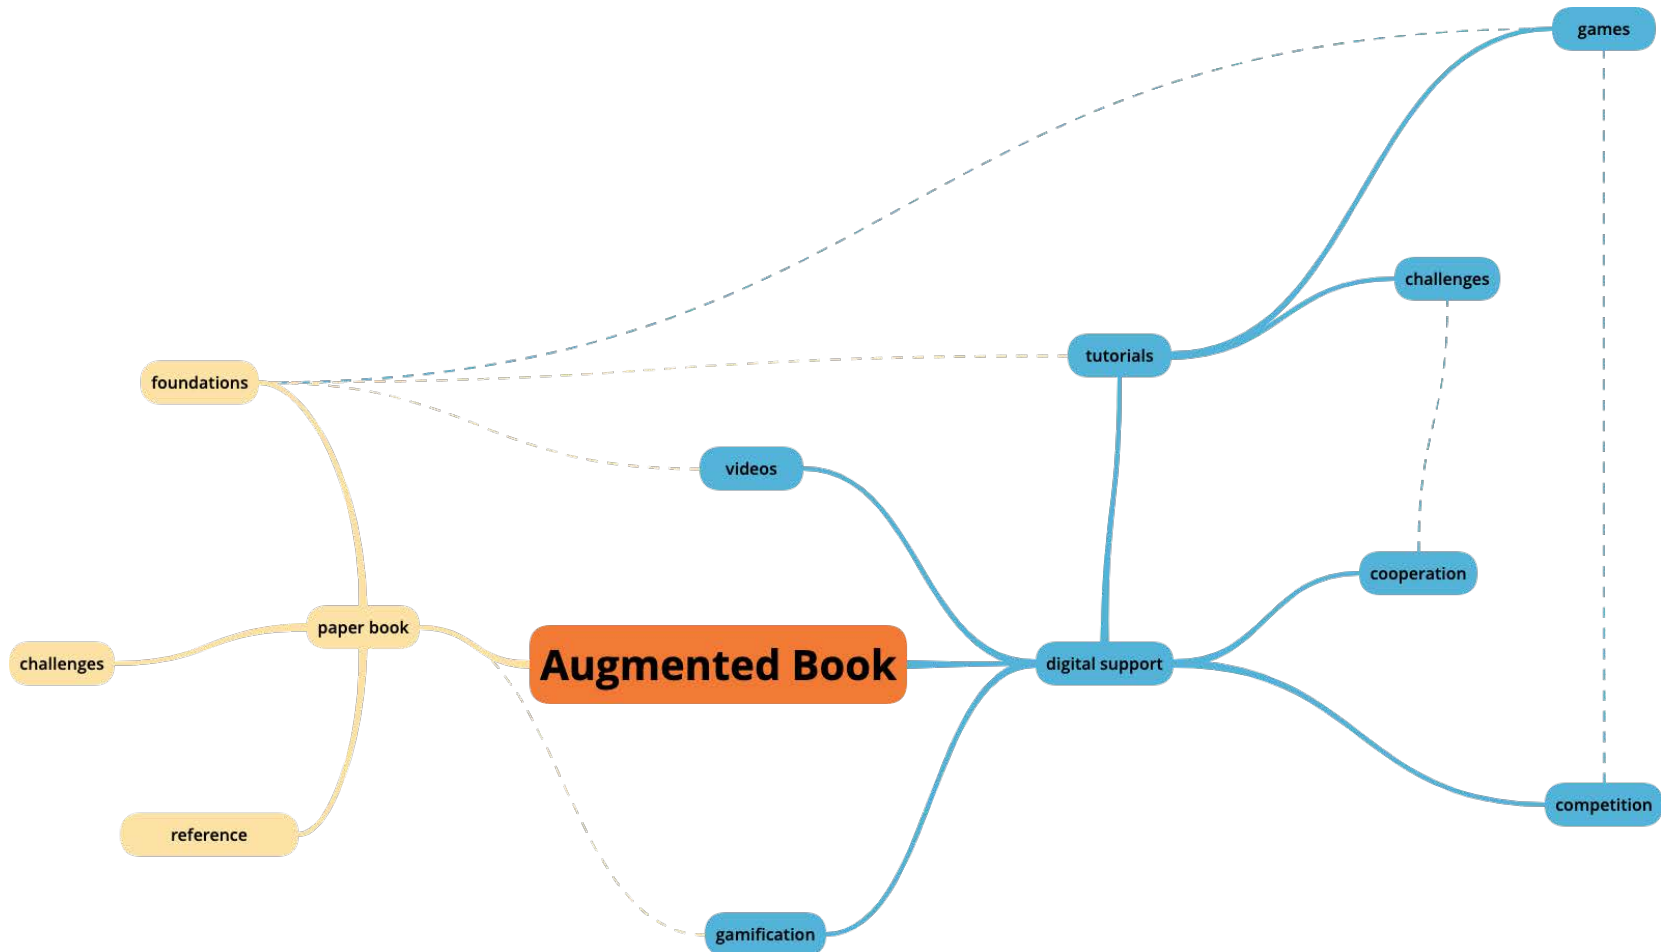 games
challenges
tutorials
foundations
videos
cooperation
paper book
challenges
Augmented Book
digital support
competition
reference
gamification